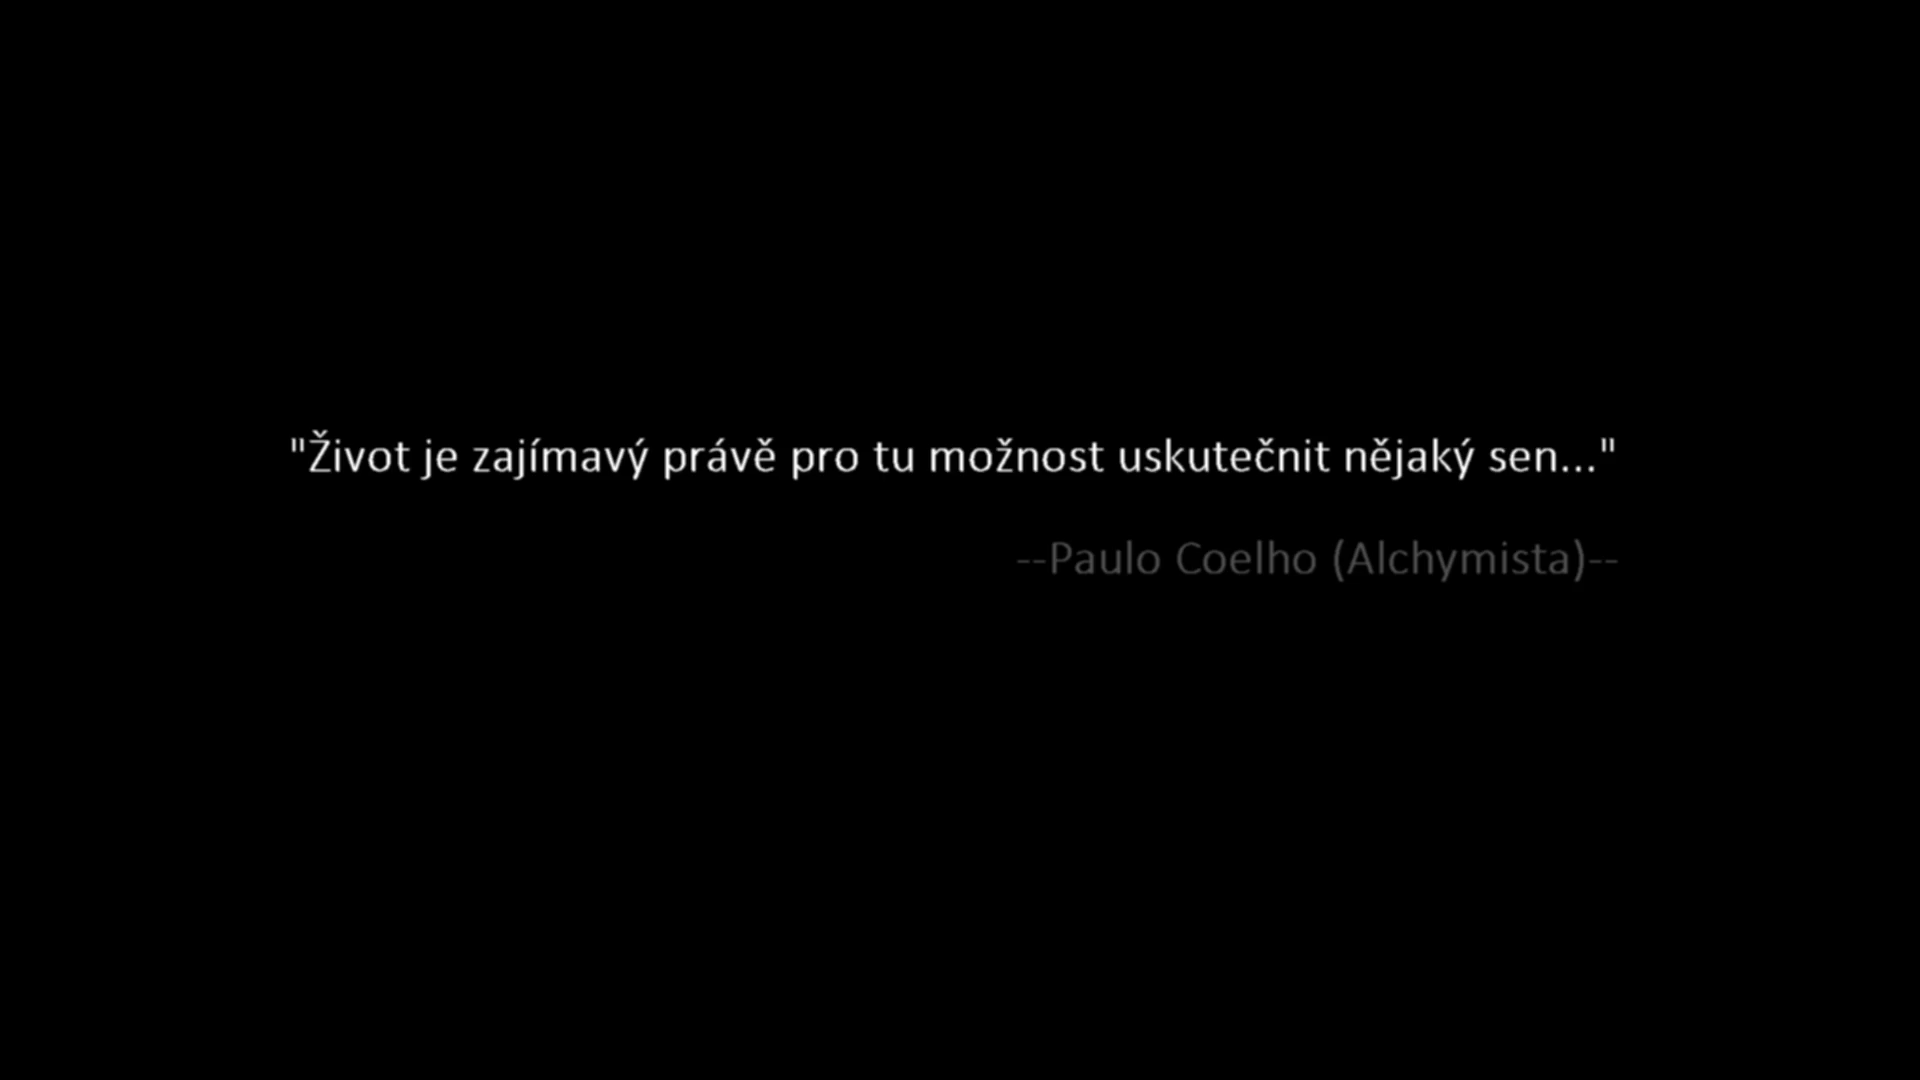 "Život je zajímavý právě pro tu možnost uskutečnit nějaký sen..."
--Paulo Coelho (Alchymista)--